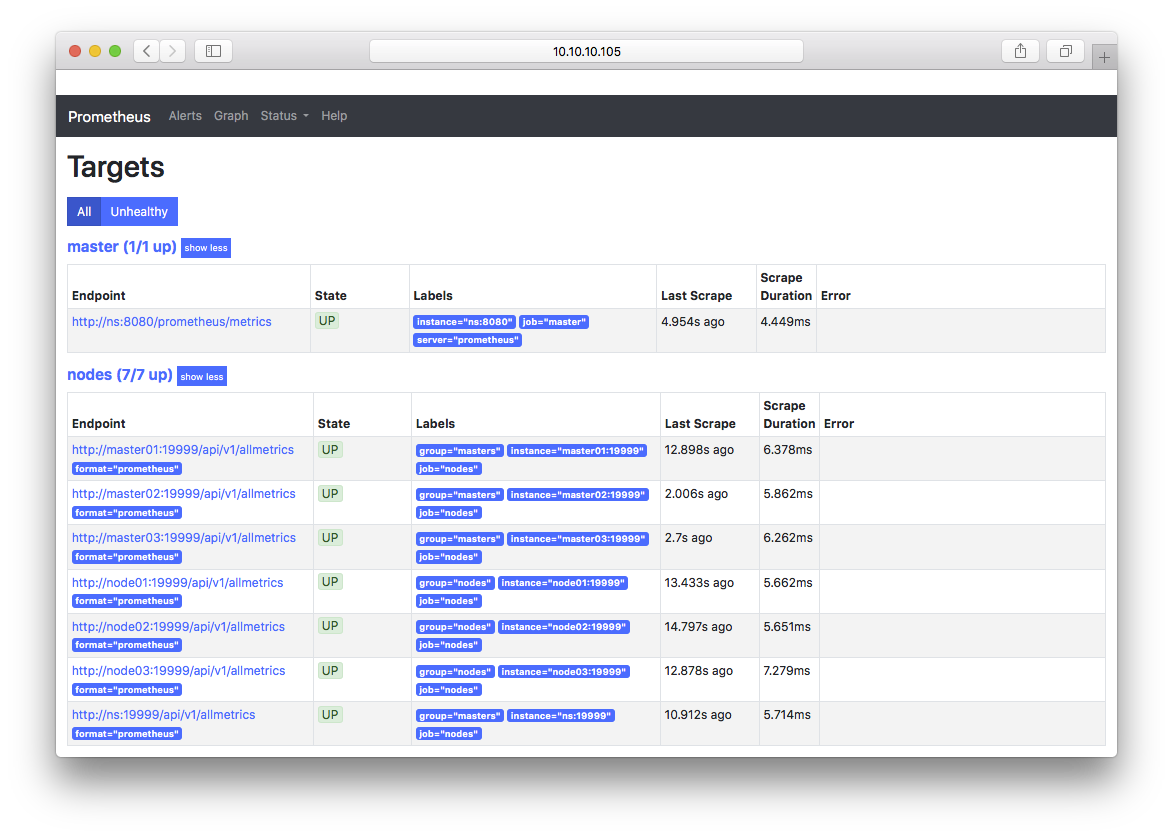 10.10.10.105
Prometheus Alerts Graph Status Help
Targets
All Unhealthy
master (1/1 up) show less
Endpoint State Labels Last Scrape Scrape Duration Error
http://ns:8080/prometheus/metrics UP instance="ns:8080" job="master" 4.954s ago 4.449ms
server="prometheus"
nodes (7/7 up) show less
Endpoint State Labels Last Scrape Scrape Duration Error
http://master01:19999/api/v1/allmetrics UP group="masters" instance="master01:19999" 12.898s ago 6.378ms
format="prometheus" job="nodes"
http://master02:19999/api/v1/allmetrics UP group="masters" instance="master02:19999" 2.006s ago 5.862ms
format="prometheus" job="nodes"
http://master03:19999/api/v1/allmetrics UP group="masters" instance="master03:19999" 2.7s ago 6.262ms
format="prometheus" job="nodes"
http://node01:19999/api/v1/allmetrics UP group="nodes" instance="node01:19999" 13.433s ago 5.662ms
format="prometheus" job="nodes"
http://node02:19999/api/v1/allmetrics UP group="nodes" instance="node02:19999" 14.797s ago 5.651ms
format="prometheus" job="nodes"
http://node03:19999/api/v1/allmetrics UP group="nodes" instance="node03:19999" 12.878s ago 7.279ms
format="prometheus" job="nodes"
http://ns:19999/api/v1/allmetrics UP group="masters" instance="ns:19999" 10.912s ago 5.714ms
format="prometheus" job="nodes"